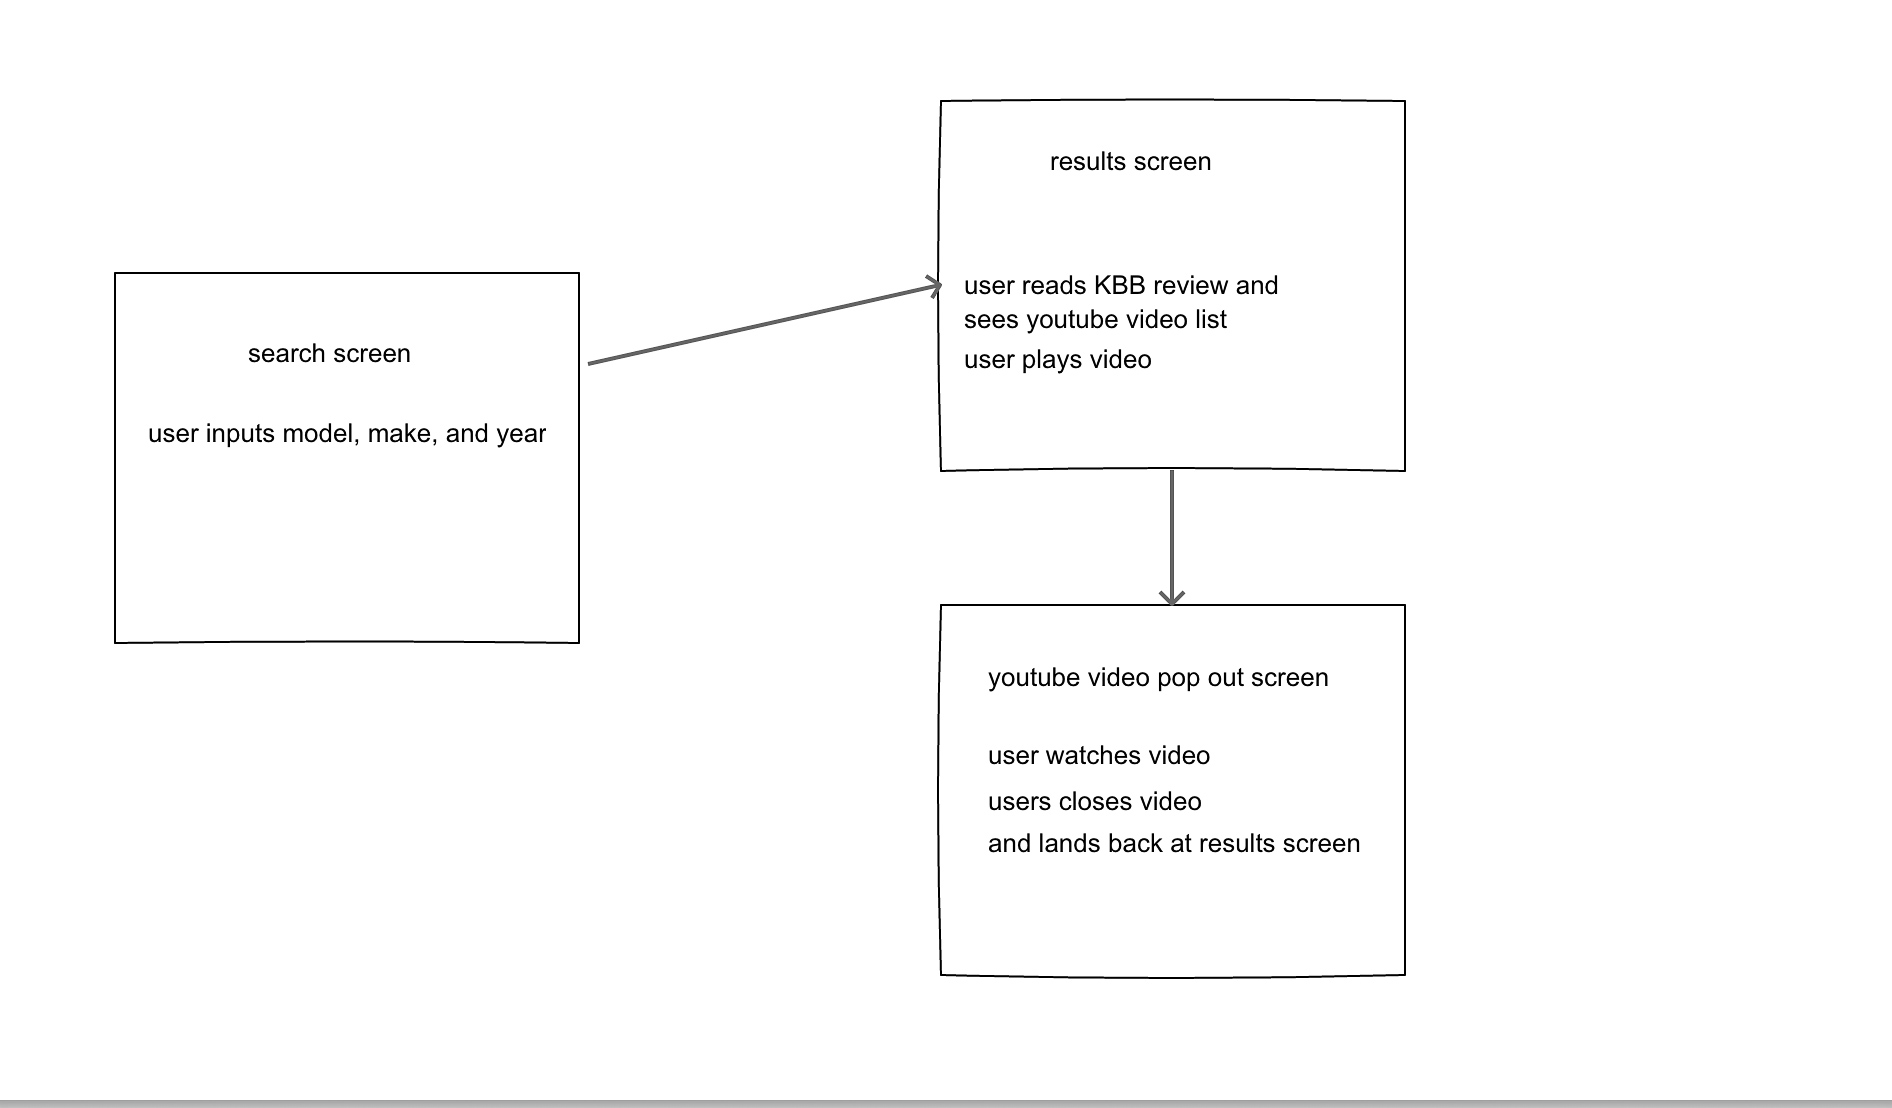 search screen
user inputs model, make, and year
results screen
user reads KBB review and
sees youtube video list
user plays video
youtube video pop out screen
user watches video
users closes video
and lands back at results screen